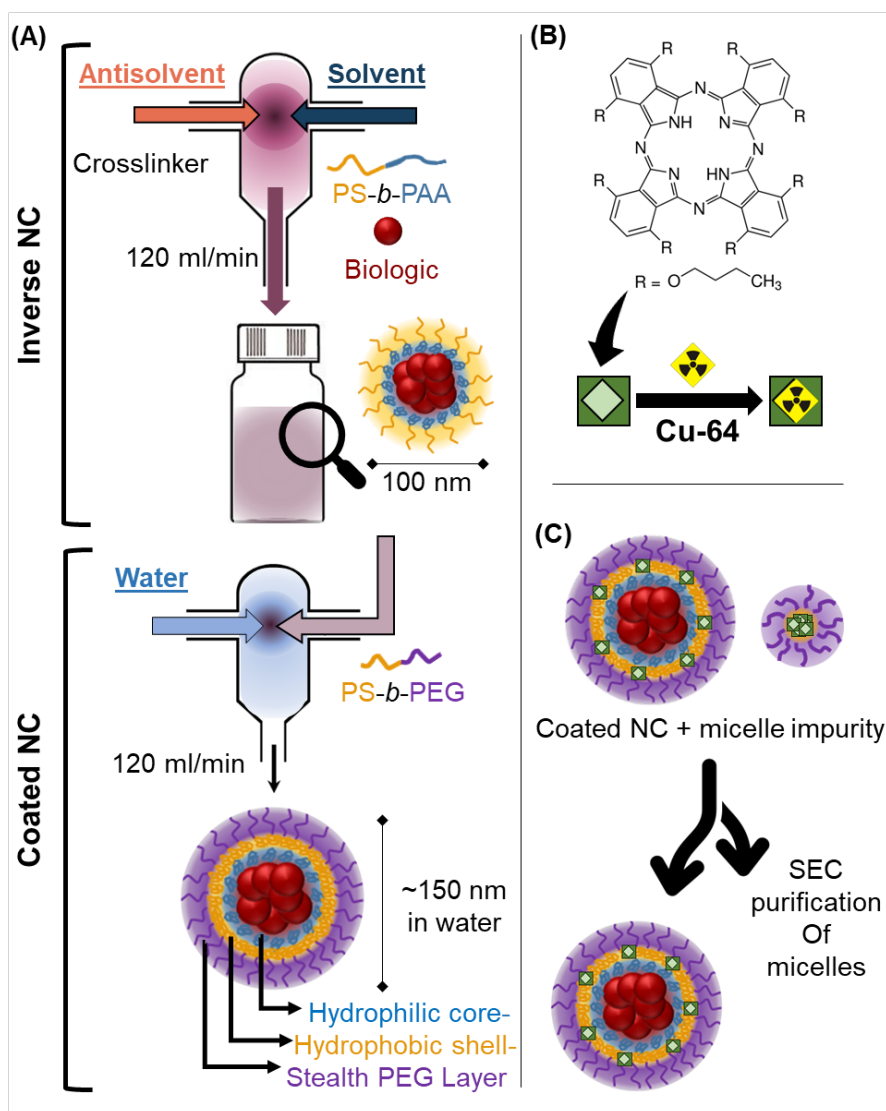 (A)
Inverse NC
Antisolvent
Solvent
Crosslinker
PS-b-PAA
120 ml/min
Biologic
100 nm
Coated NC
Water
PS-b-PEG
120 ml/min
~150 nm
in water
Hydrophilic core-
Hydrophobic shell-
Stealth PEG Layer
(B)
R
R
R
R
N
N
NH
N
N
N
N
HN
R
R
N
R
R
R = O
CH3
Cu-64
(C)
Coated NC + micelle impurity
SEC
purification
Of
micelles